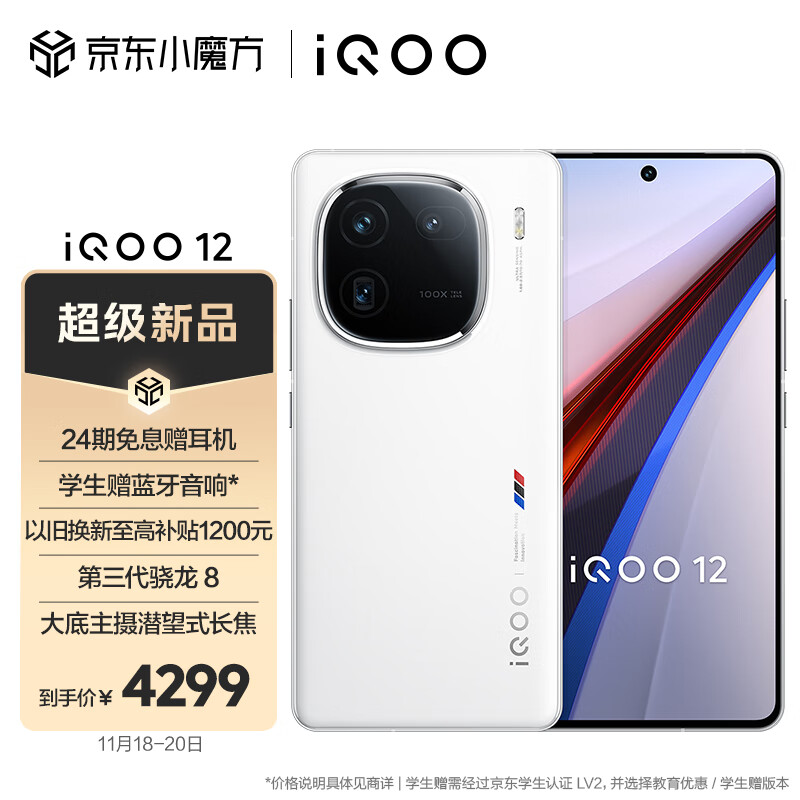 京东小魔方 | iQOO
iQOO 12
超级新品
24期免息赠耳机
学生赠蓝牙音响*
以旧换新至高补贴1200元
第三代骁龙 8
大底主摄潜望式长焦
到手价¥ 4299
11月18-20日
100X TELE
LENS
iQOO
Fascination Meets
Innovation
iQOO 12
*价格说明具体见商详 | 学生赠需经过京东学生认证 LV2, 并选择教育优惠 / 学生赠版本